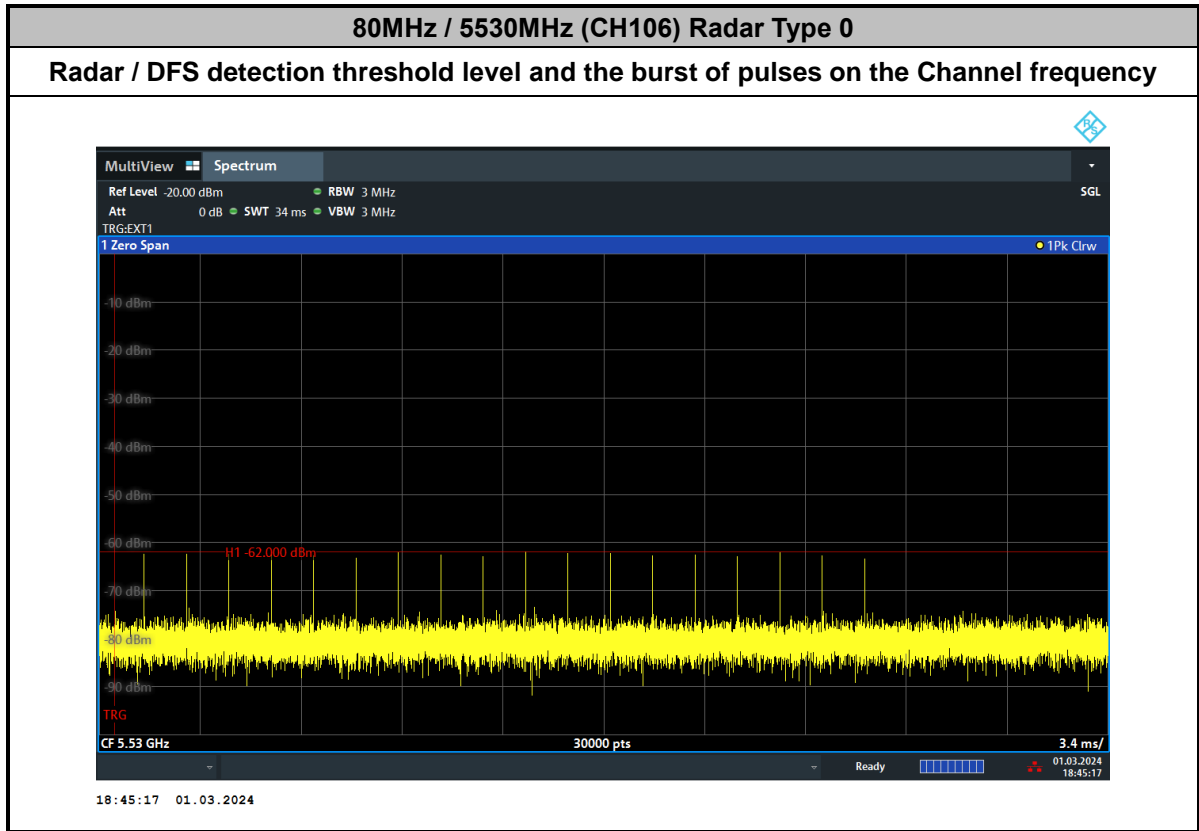 80MHz / 5530MHz (CH106) Radar Type 0
Radar / DFS detection threshold level and the burst of pulses on the Channel frequency
R&S
MultiView Spectrum
Ref Level -20.00 dBm RBW 3 MHz SGL
Att 0 dB SWT 34 ms VBW 3 MHz
TRG:EXT1
1 Zero Span 1Pk Clrw
-10 dBm
-20 dBm
-30 dBm
-40 dBm
-50 dBm
-60 dBm
H1 -62.000 dBm
-70 dBm
-80 dBm
-90 dBm
TRG
CF 5.53 GHz 30000 pts 3.4 ms/
Ready 01.03.2024
18:45:17
18:45:17 01.03.2024